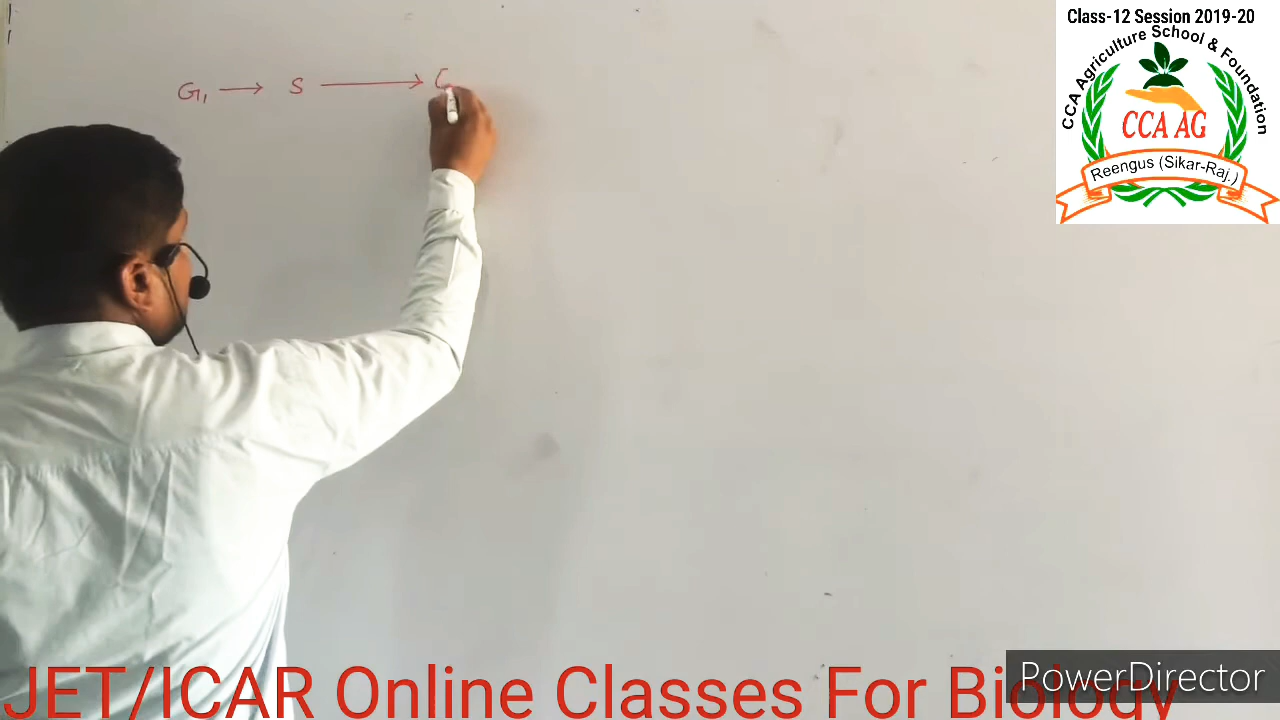 Class-12 Session 2019-20
CCA Agriculture School & Foundation
CCA AG
Reengus (Sikar-Raj.)
G₁ → S →
JET/ICAR Online Classes For Biology
PowerDirector